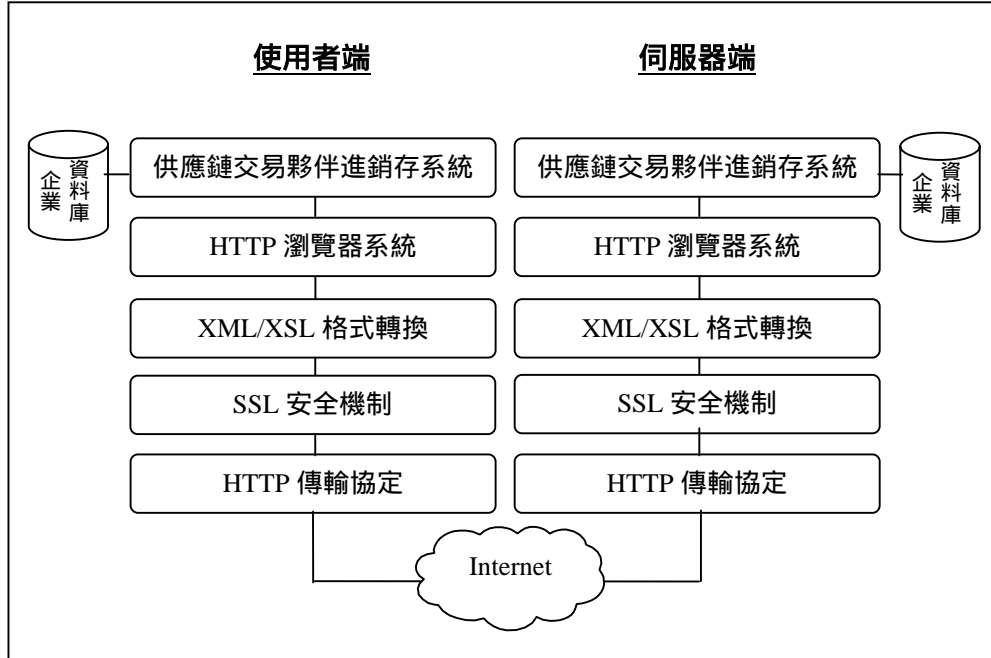 使用者端
伺服器端
企業資料庫
供應鏈交易夥伴進銷存系統
供應鏈交易夥伴進銷存系統
企業資料庫
HTTP 瀏覽器系統
HTTP 瀏覽器系統
XML/XSL 格式轉換
XML/XSL 格式轉換
SSL 安全機制
SSL 安全機制
HTTP 傳輸協定
HTTP 傳輸協定
Internet